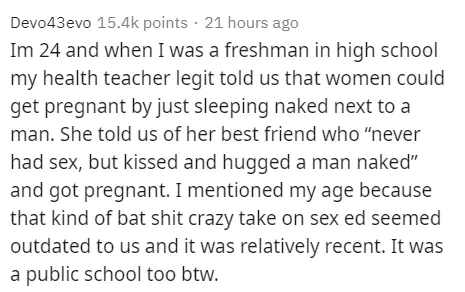 Devo43evo 15.4k points · 21 hours ago
Im 24 and when I was a freshman in high school
my health teacher legit told us that women could
get pregnant by just sleeping naked next to a
man. She told us of her best friend who “never
had sex, but kissed and hugged a man naked”
and got pregnant. I mentioned my age because
that kind of bat shit crazy take on sex ed seemed
outdated to us and it was relatively recent. It was
a public school too btw.